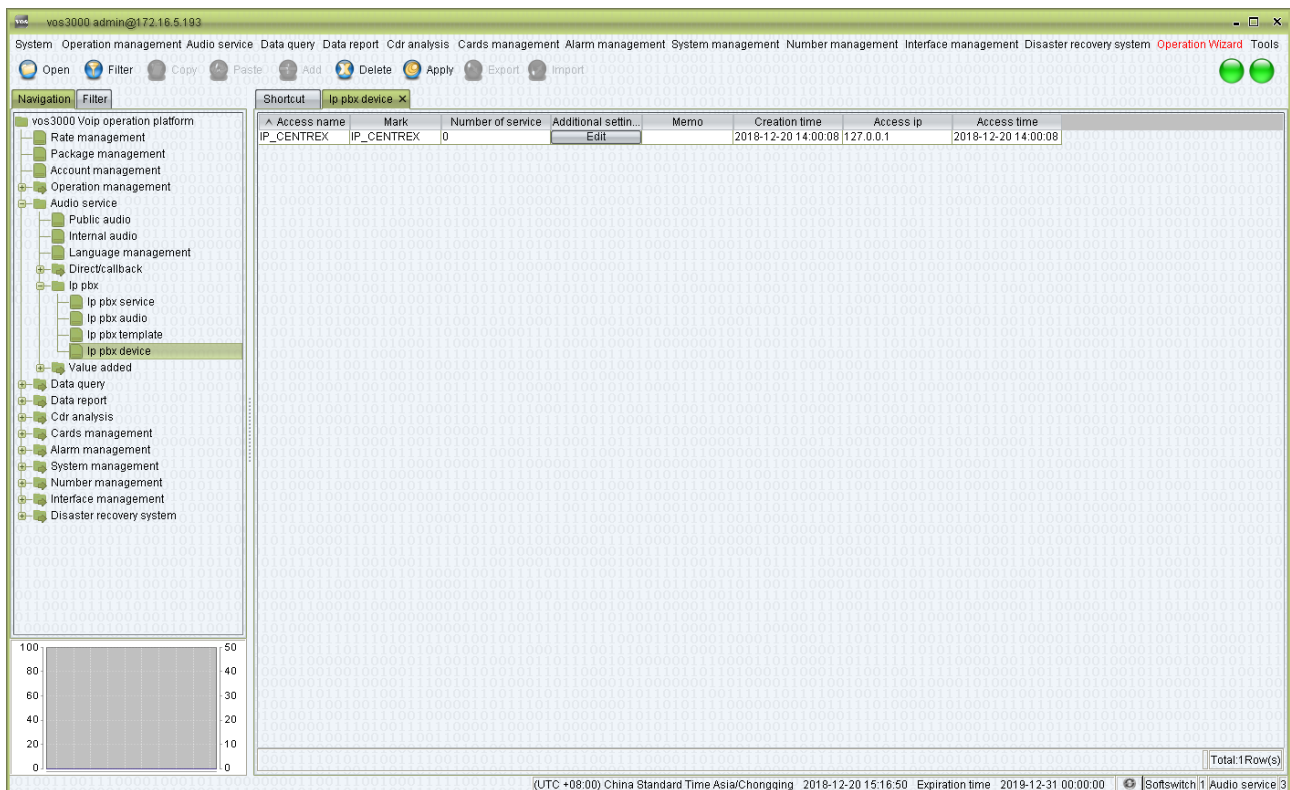 vos vos3000 admin@172.16.5.193
System Operation management Audio service Data query Data report Cdr analysis Cards management Alarm management System management Number management Interface management Disaster recovery system Operation Wizard Tools
Open Filter Copy Paste Add Delete Apply Export Import
Navigation Filter
Shortcut Ip pbx device ×
vos3000 Voip operation platform
Rate management
Package management
Account management
Operation management
Audio service
Public audio
Internal audio
Language management
Direct/callback
Ip pbx
Ip pbx service
Ip pbx audio
Ip pbx template
Ip pbx device
Value added
Data query
Data report
Cdr analysis
Cards management
Alarm management
System management
Number management
Interface management
Disaster recovery system
100 50
80 40
60 30
40 20
20 10
0 0
Access name Mark Number of service Additional settin... Memo Creation time Access ip Access time
IP_CENTREX IP_CENTREX 0 Edit 2018-12-20 14:00:08 127.0.0.1 2018-12-20 14:00:08
Total:1Row(s)
(UTC +08:00) China Standard Time Asia/Chongqing 2018-12-20 15:16:50 Expiration time 2019-12-31 00:00:00 Softswitch 1 Audio service 3